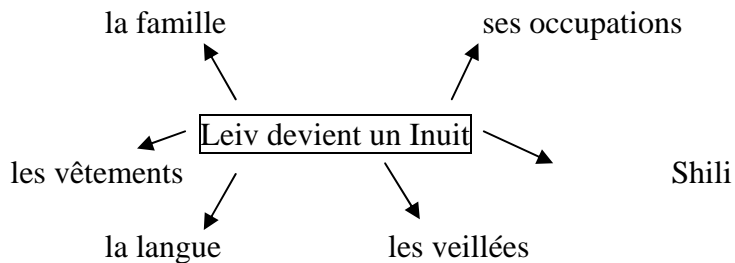 la famille ses occupations
Leiv devient un Inuit
les vêtements Shili
la langue les veillées